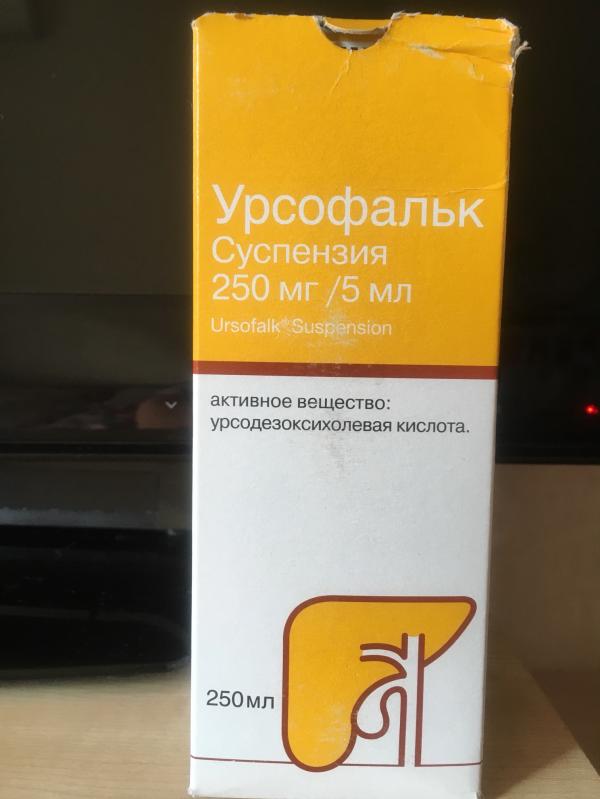 Урсофальк
Суспензия
250 мг /5 мл
Ursofalk® Suspension
активное вещество:
урсодезоксихолевая кислота.
250мл